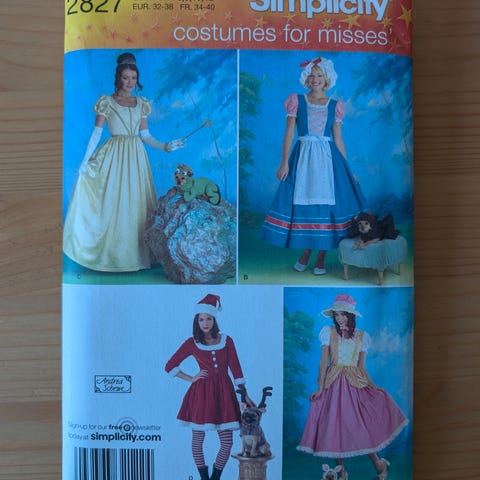 2827
EUR. 32-38 FR. 34-40
Simplicity
costumes for misses'
C
B
Andrea Schewe
Sign-up for our free newsletter
today at simplicity.com
D